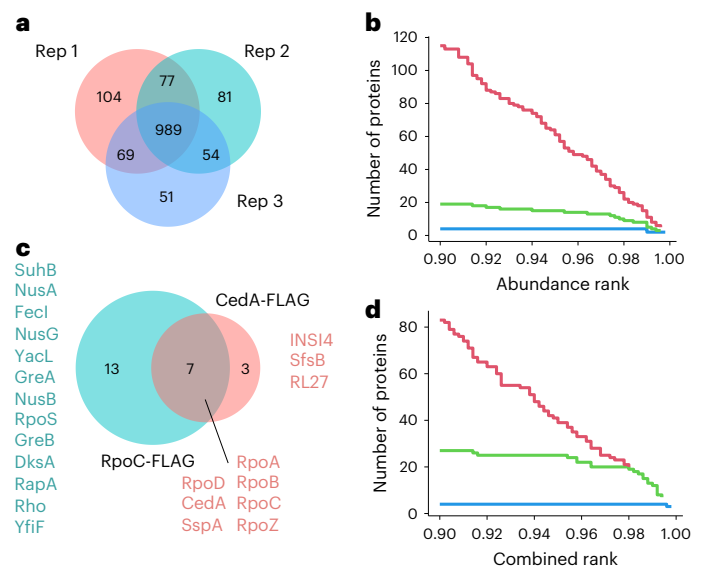 a
Rep 1
Rep 2
77
104
81
989
69
54
51
Rep 3
b
Number of proteins
120
100
80
60
40
20
0
0.90 0.92 0.94 0.96 0.98 1.00
Abundance rank
c
SuhB
NusA
FecI
NusG
YacL
GreA
NusB
RpoS
GreB
DksA
RapA
Rho
YfiF
CedA-FLAG
13
7
3
INSI4
SfsB
RL27
RpoC-FLAG
RpoA
RpoD RpoB
CedA RpoC
SspA RpoZ
d
Number of proteins
80
60
40
20
0
0.90 0.92 0.94 0.96 0.98 1.00
Combined rank